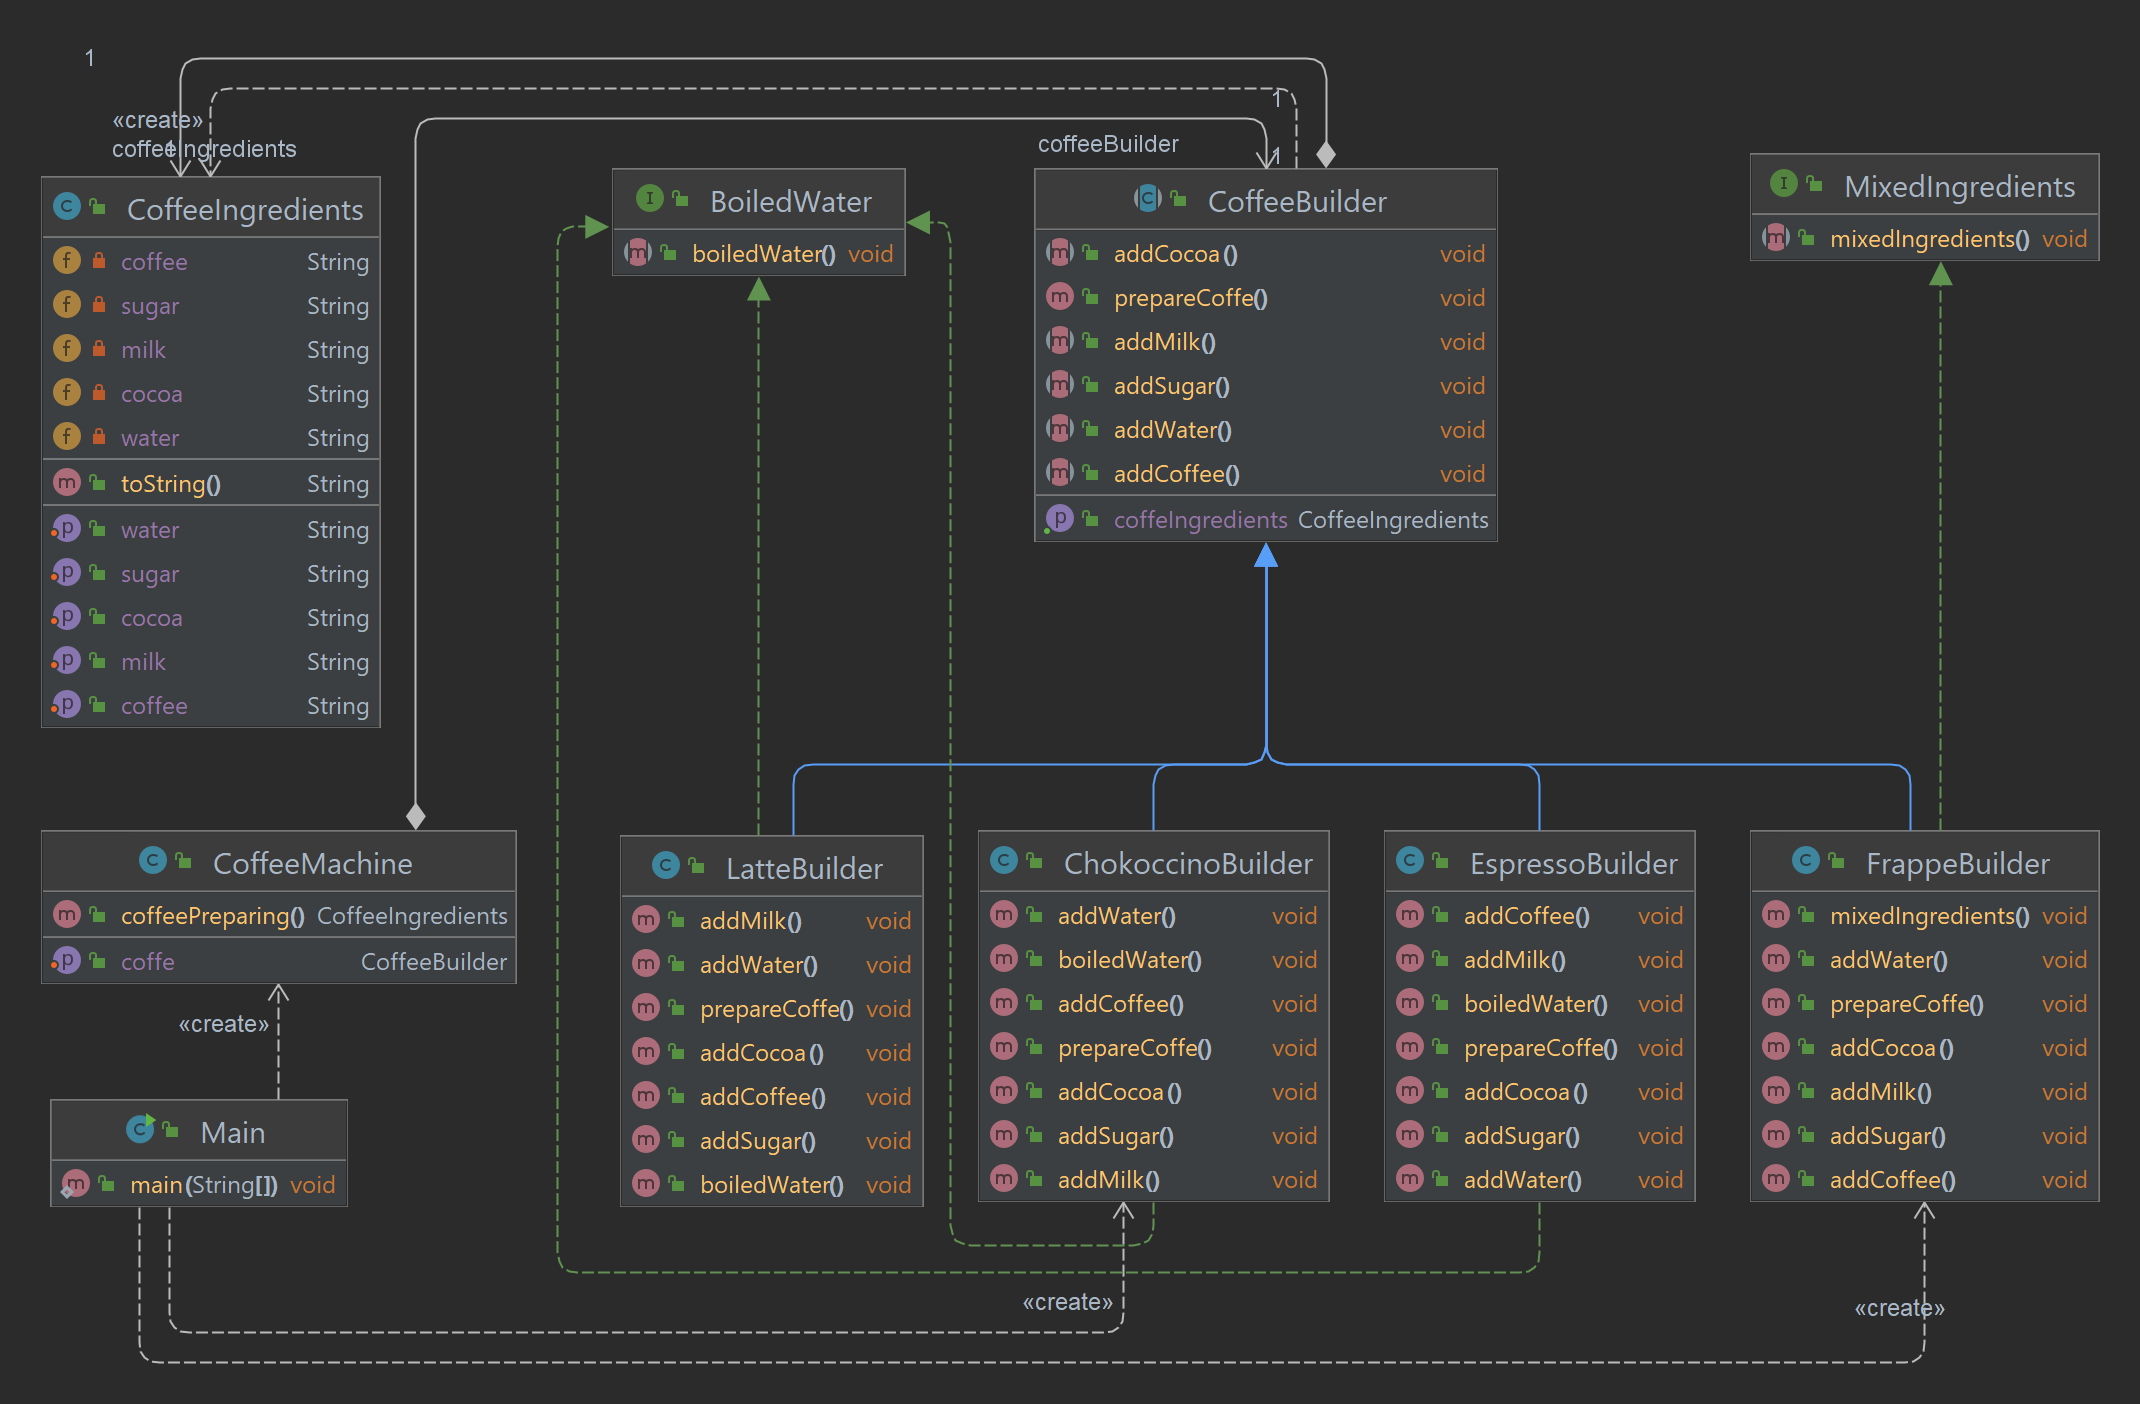 1
«create»
coffeeIngredients
1
1
coffeeBuilder
1
CoffeeIngredients
coffee String
sugar String
milk String
cocoa String
water String
toString() String
water String
sugar String
cocoa String
milk String
coffee String
BoiledWater
boiledWater() void
CoffeeBuilder
addCocoa() void
prepareCoffe() void
addMilk() void
addSugar() void
addWater() void
addCoffee() void
coffeIngredients CoffeeIngredients
MixedIngredients
mixedIngredients() void
CoffeeMachine
coffeePreparing() CoffeeIngredients
coffe CoffeeBuilder
«create»
Main
main(String[]) void
LatteBuilder
addMilk() void
addWater() void
prepareCoffe() void
addCocoa() void
addCoffee() void
addSugar() void
boiledWater() void
ChokoccinoBuilder
addWater() void
boiledWater() void
addCoffee() void
prepareCoffe() void
addCocoa() void
addSugar() void
addMilk() void
EspressoBuilder
addCoffee() void
addMilk() void
boiledWater() void
prepareCoffe() void
addCocoa() void
addSugar() void
addWater() void
FrappeBuilder
mixedIngredients() void
addWater() void
prepareCoffe() void
addCocoa() void
addMilk() void
addSugar() void
addCoffee() void
«create»
«create»